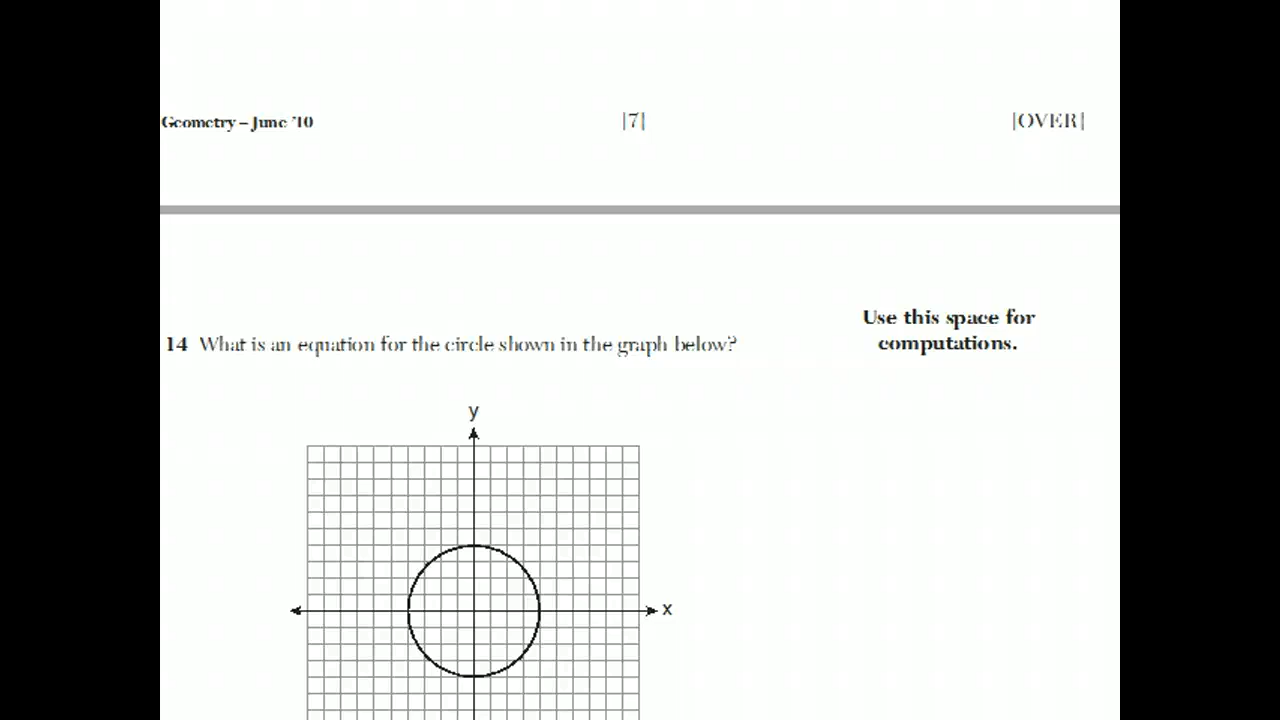 Geometry – June '10 [7] [OVER]
Use this space for
computations.
14 What is an equation for the circle shown in the graph below?
y
x